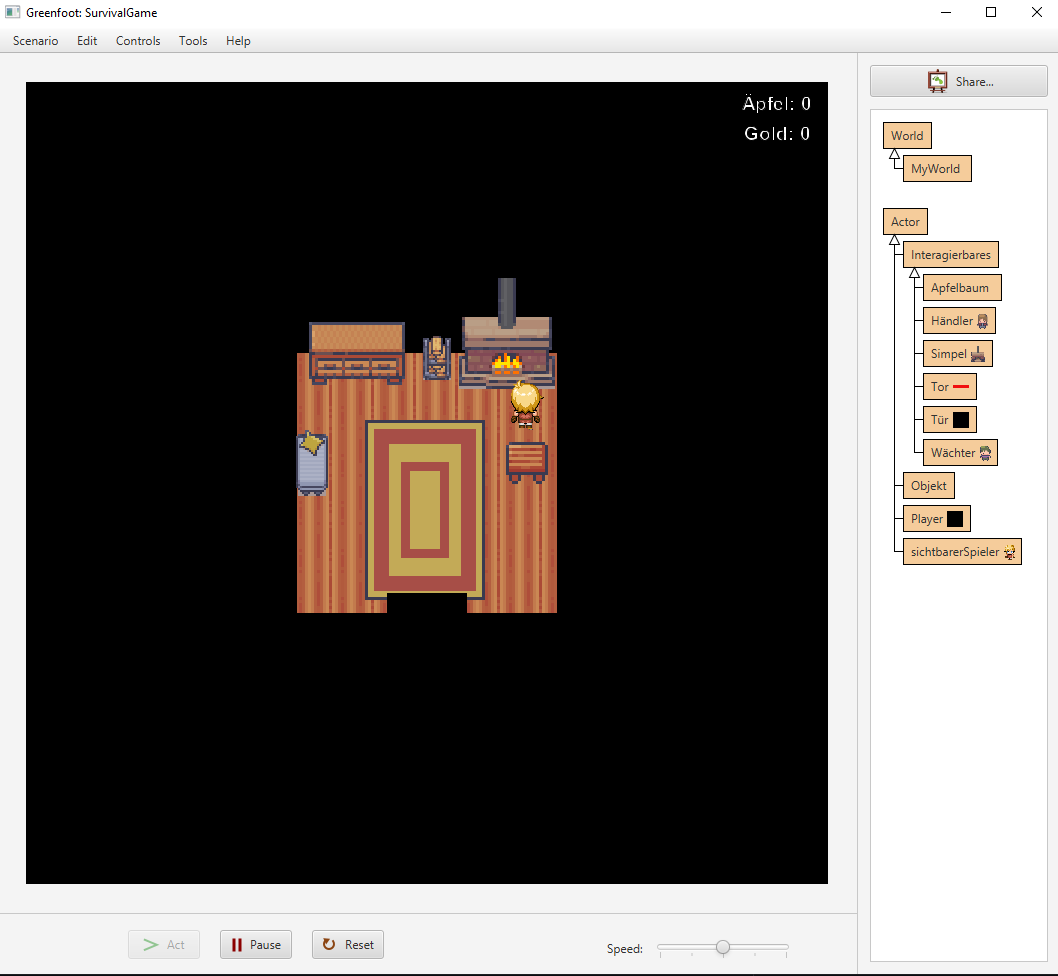 Greenfoot: SurvivalGame
Scenario Edit Controls Tools Help
Äpfel: 0
Gold: 0
Share...
World
MyWorld
Actor
Interagierbares
Apfelbaum
Händler
Simpel
Tor
Tür
Wächter
Objekt
Player
sichtbarerSpieler
Act Pause Reset Speed: